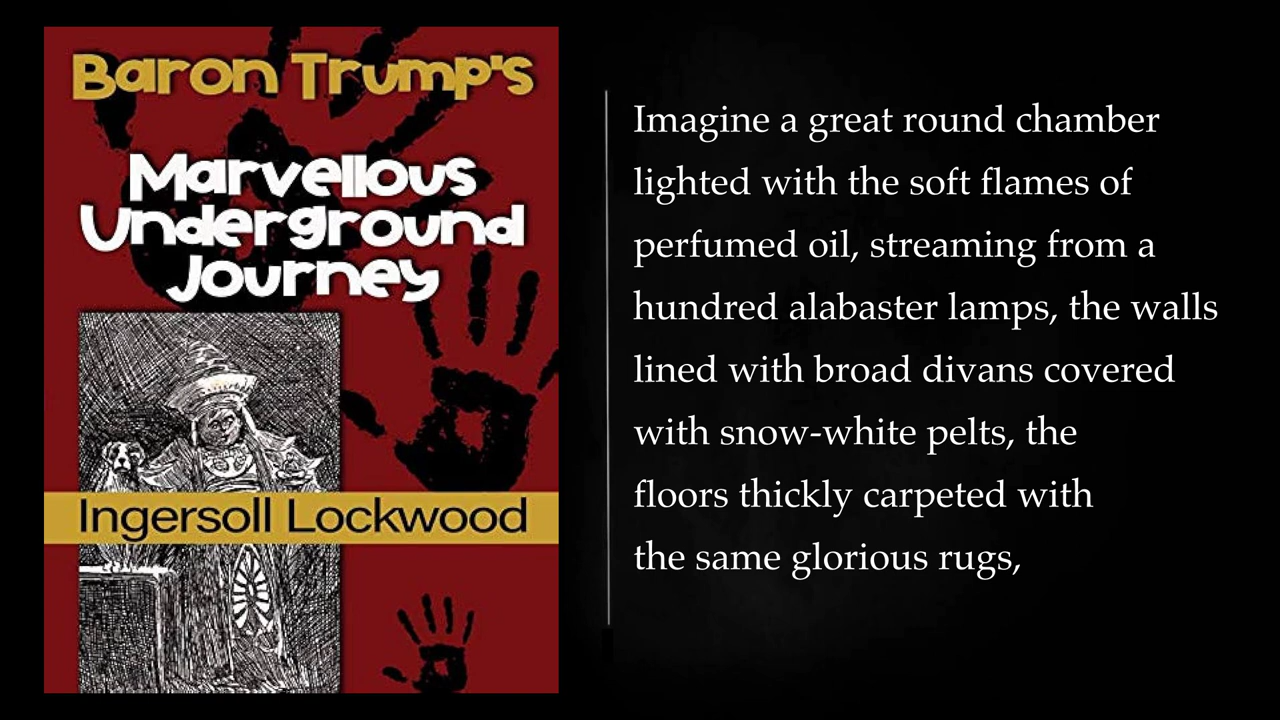 Baron Trump's
Marvellous
Underground
Journey
Ingersoll Lockwood
Imagine a great round chamber
lighted with the soft flames of
perfumed oil, streaming from a
hundred alabaster lamps, the walls
lined with broad divans covered
with snow-white pelts, the
floors thickly carpeted with
the same glorious rugs,